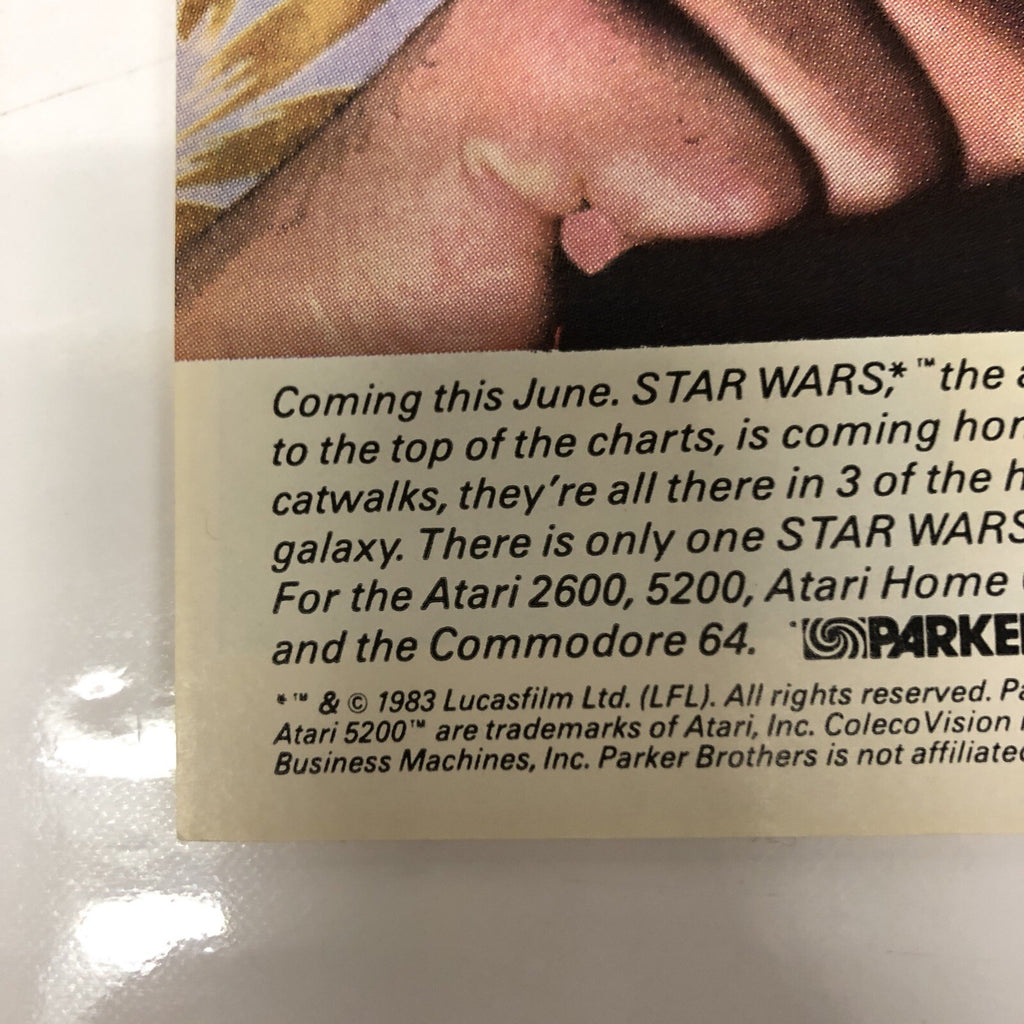 Coming this June. STAR WARS,*™ the
to the top of the charts, is coming
catwalks, they're all there in 3 of the
galaxy. There is only one STAR WARS
For the Atari 2600, 5200, Atari Home
and the Commodore 64. PARKE
*™ & © 1983 Lucasfilm Ltd. (LFL). All rights reserved.
Atari 5200™ are trademarks of Atari, Inc. ColecoVision
Business Machines, Inc. Parker Brothers is not affiliated